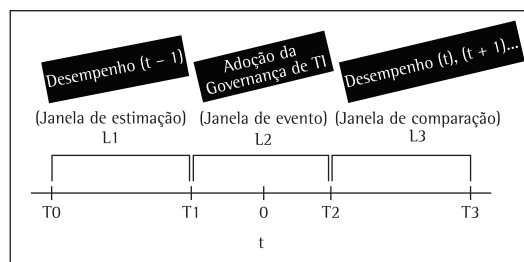 Desempenho (t – 1)
Adoção da
Governança de TI
Desempenho (t), (t + 1)...
(Janela de estimação)
L1
(Janela de evento)
L2
(Janela de comparação)
L3
T0
T1
0
T2
T3
t